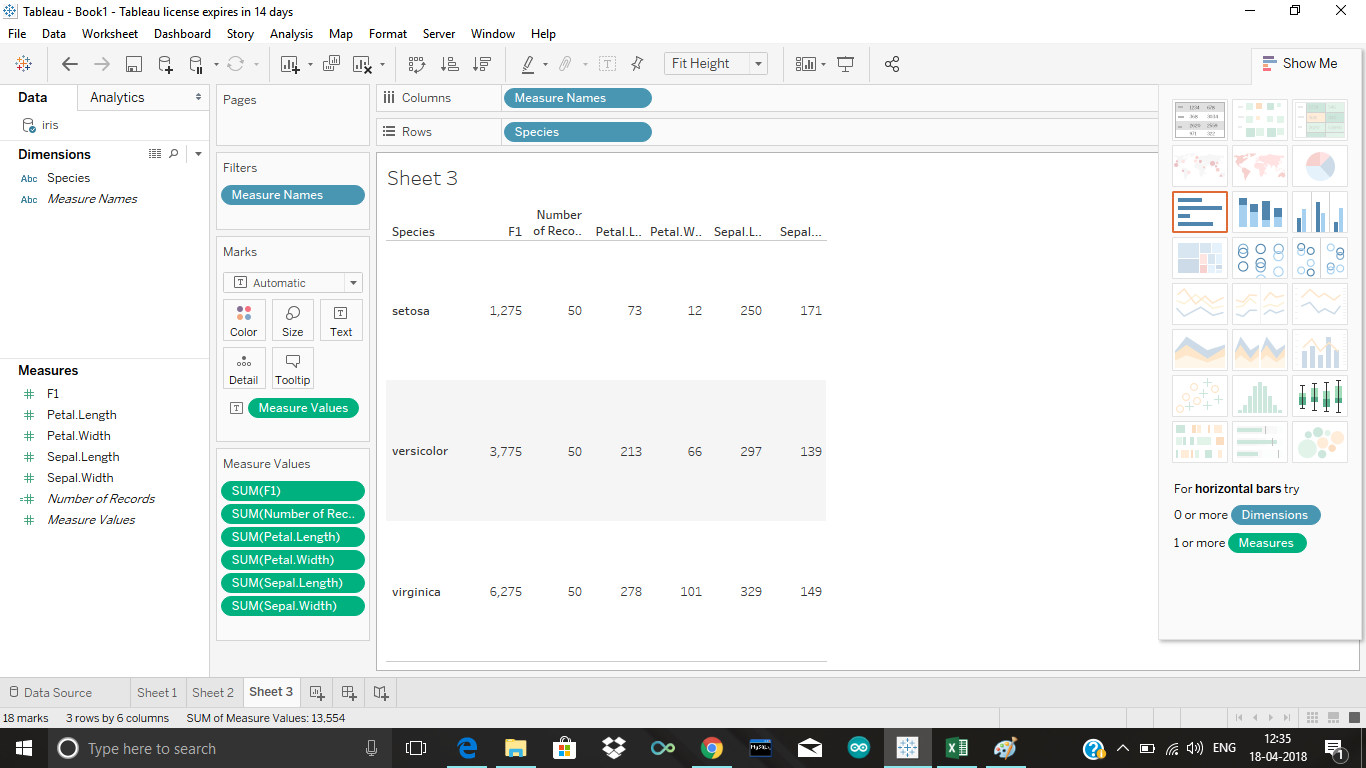 Tableau - Book1 - Tableau license expires in 14 days
File Data Worksheet Dashboard Story Analysis Map Format Server Window Help
Fit Height
Show Me
Data Analytics
iris
Dimensions
Abc Species
Abc Measure Names
Measures
F1
Petal.Length
Petal.Width
Sepal.Length
Sepal.Width
Number of Records
Measure Values
Pages
Filters
Measure Names
Marks
Automatic
Color Size Text
Detail Tooltip
Measure Values
Measure Values
SUM(F1)
SUM(Number of Rec..
SUM(Petal.Length)
SUM(Petal.Width)
SUM(Sepal.Length)
SUM(Sepal.Width)
Columns Measure Names
Rows Species
Sheet 3
Number
Species F1 of Reco.. Petal.L.. Petal.W.. Sepal.L.. Sepal...
setosa 1,275 50 73 12 250 171
versicolor 3,775 50 213 66 297 139
virginica 6,275 50 278 101 329 149
For horizontal bars try
0 or more Dimensions
1 or more Measures
Data Source Sheet 1 Sheet 2 Sheet 3
18 marks 3 rows by 6 columns SUM of Measure Values: 13,554
Type here to search
ENG
12:35
18-04-2018
1